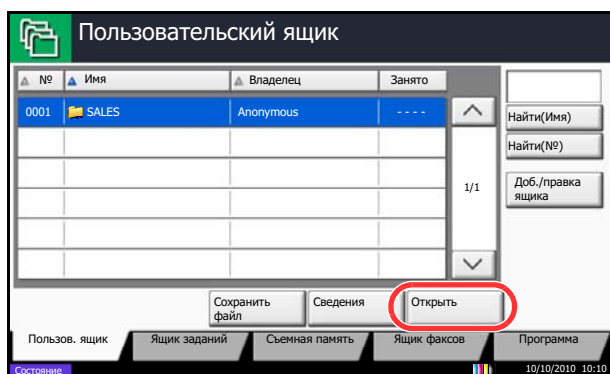 Пользовательский ящик
№ Имя Владелец Занято
0001 SALES Anonymous ----
Найти(Имя)
Найти(№)
1/1
Доб./правка
ящика
Сохранить
файл
Сведения
Открыть
Пользов. ящик
Ящик заданий
Съемная память
Ящик факсов
Программа
Состояние
10/10/2010 10:10